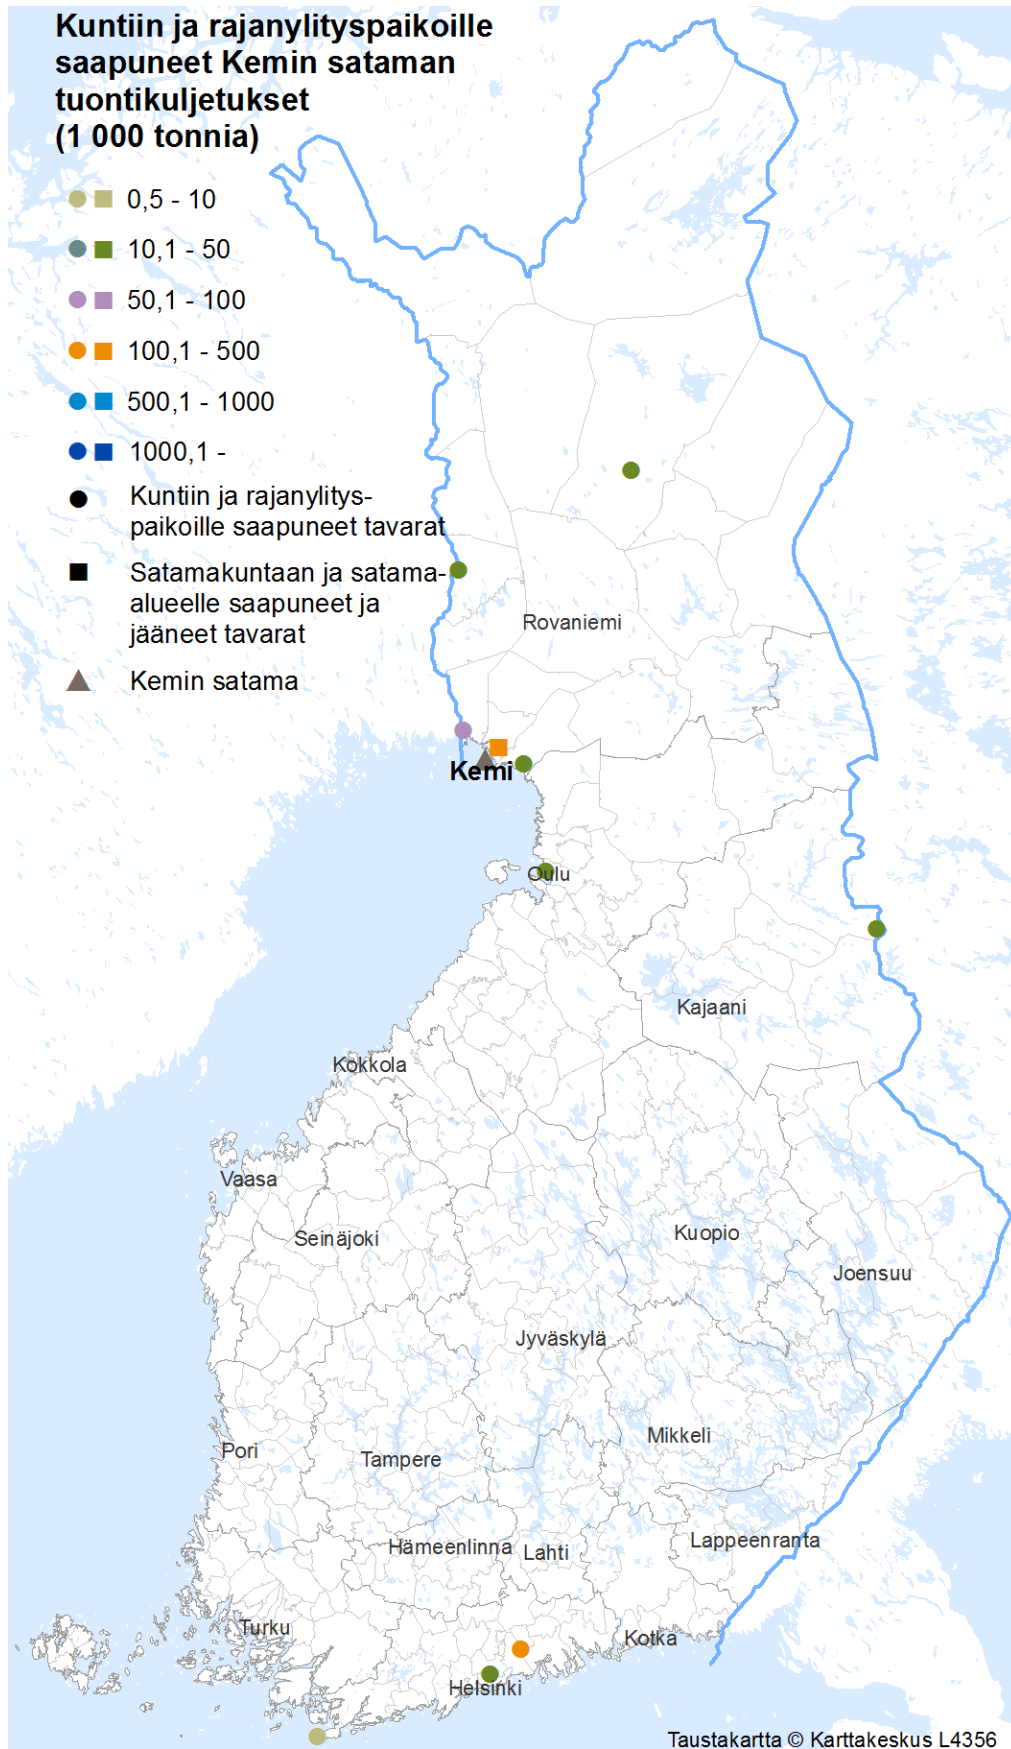 Kuntiin ja rajanylityspaikoille
saapuneet Kemin sataman
tuontikuljetukset
(1 000 tonnia)
0,5 - 10
10,1 - 50
50,1 - 100
100,1 - 500
500,1 - 1000
1000,1 -
Kuntiin ja rajanylitys-
paikoille saapuneet tavarat
Satamakuntaan ja satama-
alueelle saapuneet ja
jääneet tavarat
Kemin satama
Rovaniemi
Kemi
Oulu
Kajaani
Kokkola
Vaasa
Seinäjoki
Kuopio
Joensuu
Jyväskylä
Mikkeli
Pori
Tampere
Lappeenranta
Hämeenlinna
Lahti
Turku
Kotka
Helsinki
Taustakartta © Karttakeskus L4356